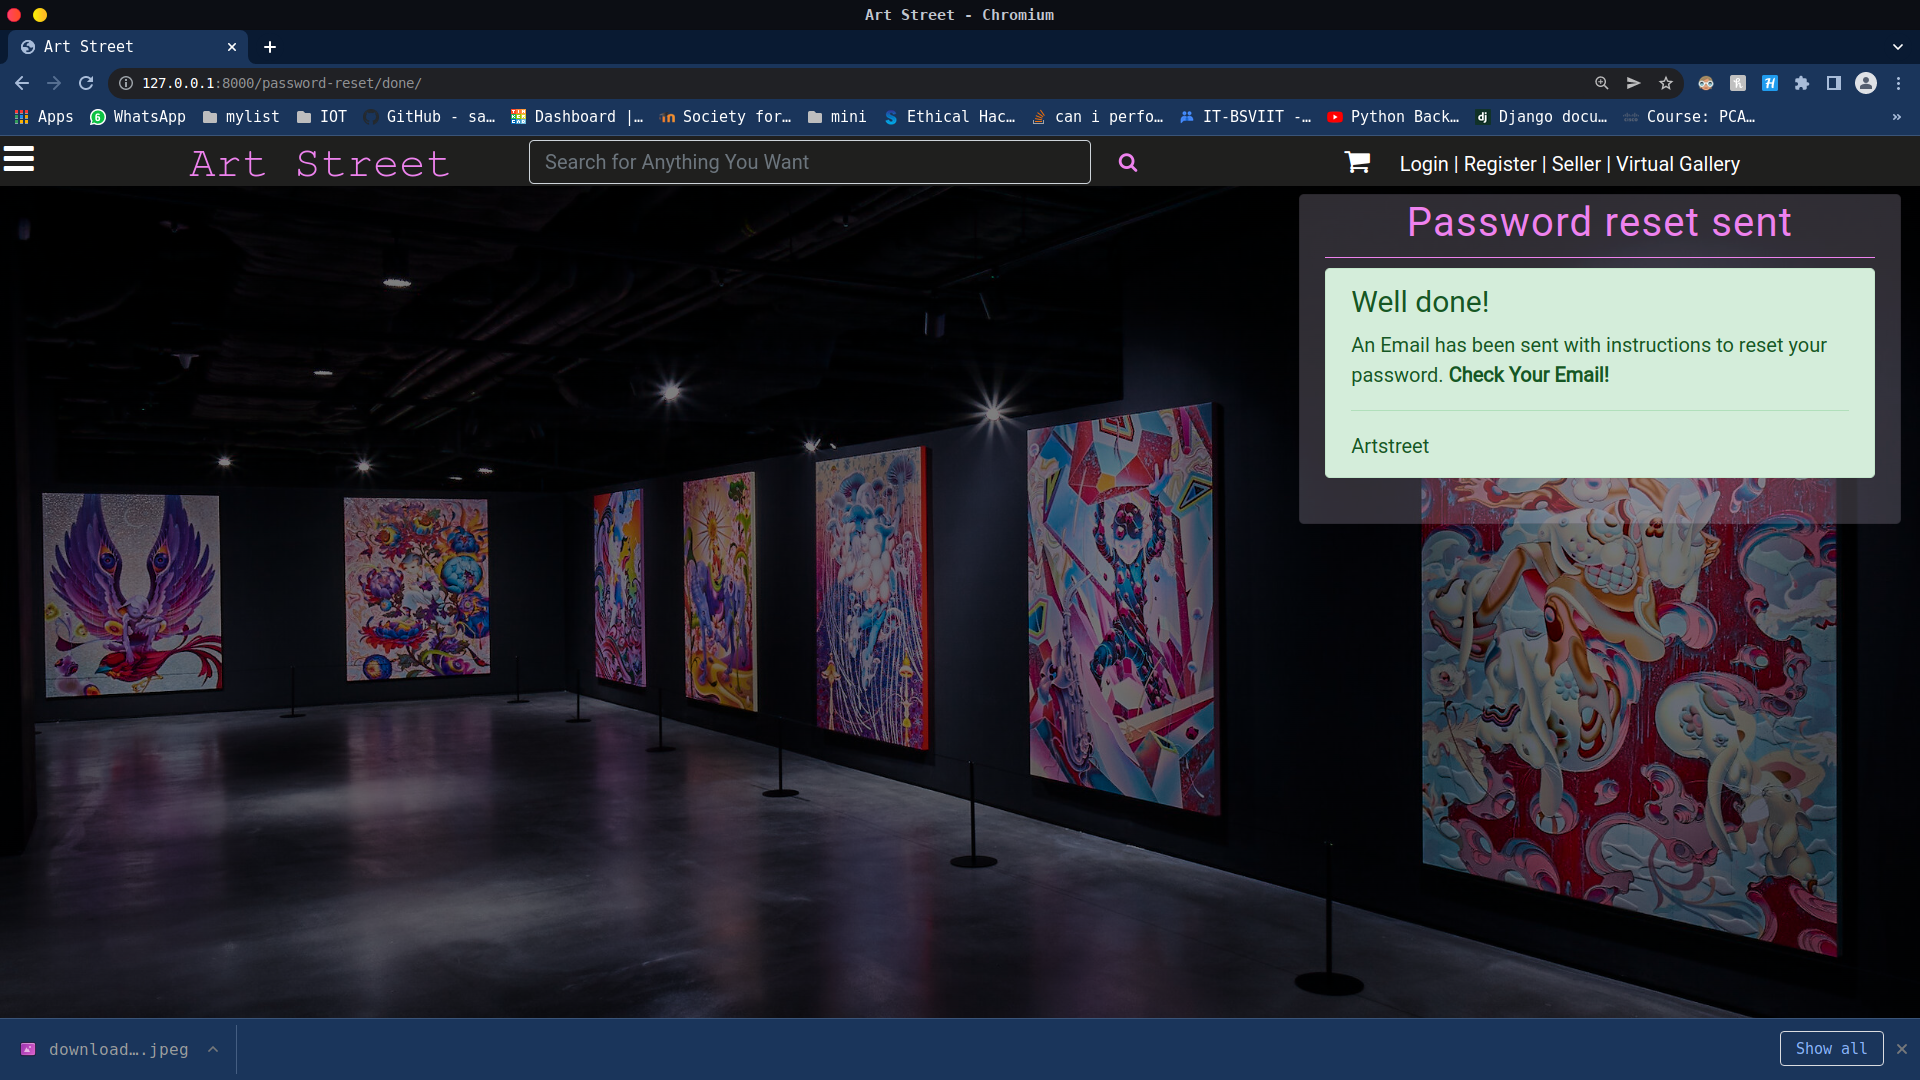 Art Street - Chromium
Art Street
127.0.0.1:8000/password-reset/done/
Apps WhatsApp mylist IOT GitHub - sa… Dashboard |… Society for… mini Ethical Hac… can i perfo… IT-BSVIIT -… Python Back… Django docu… Course: PCA… »
Art Street Search for Anything You Want Login | Register | Seller | Virtual Gallery
Password reset sent
Well done!
An Email has been sent with instructions to reset your
password. Check Your Email!
Artstreet
download….jpeg Show all